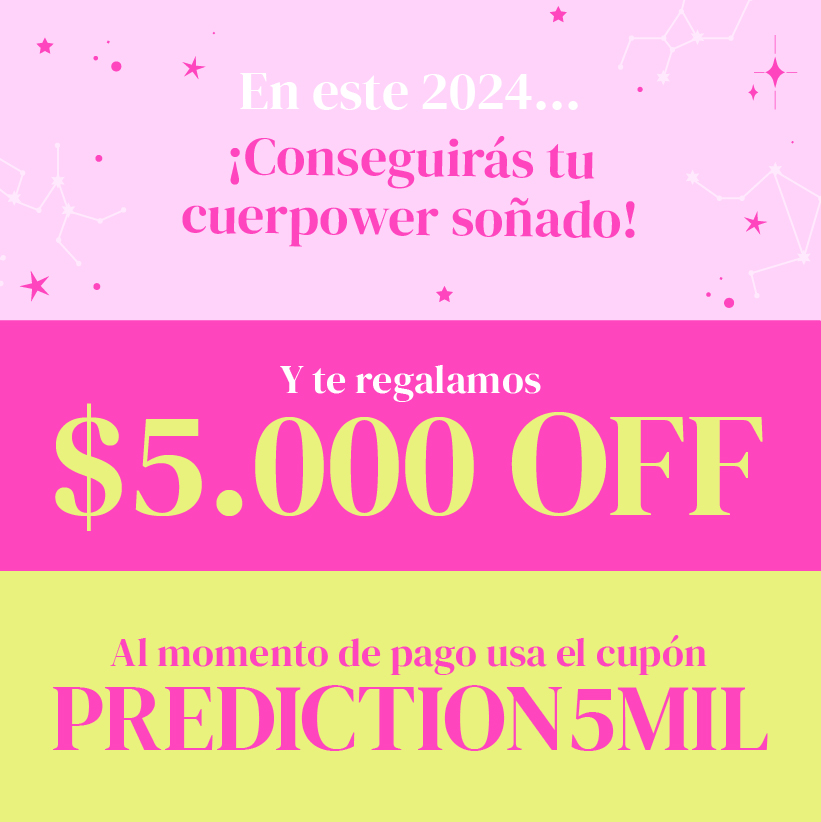 En este 2024...
¡Conseguirás tu
cuerpower soñado!
Y te regalamos
$5.000 OFF
Al momento de pago usa el cupón
PREDICTION5MIL